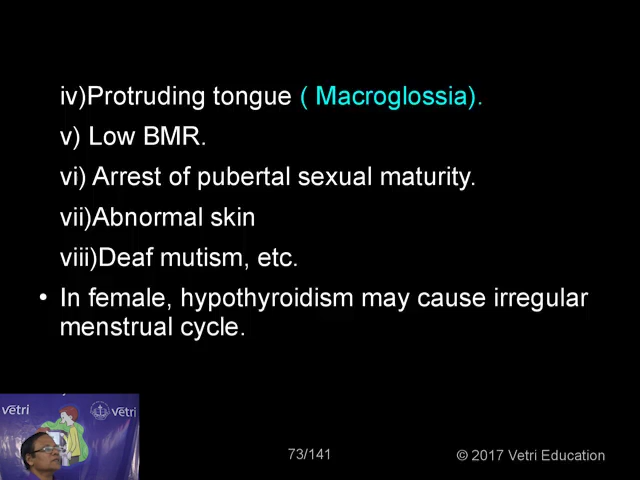 iv)Protruding tongue ( Macroglossia).
v) Low BMR.
vi) Arrest of pubertal sexual maturity.
vii)Abnormal skin
viii)Deaf mutism, etc.
• In female, hypothyroidism may cause irregular
menstrual cycle.
vetri
vetri
73/141
© 2017 Vetri Education